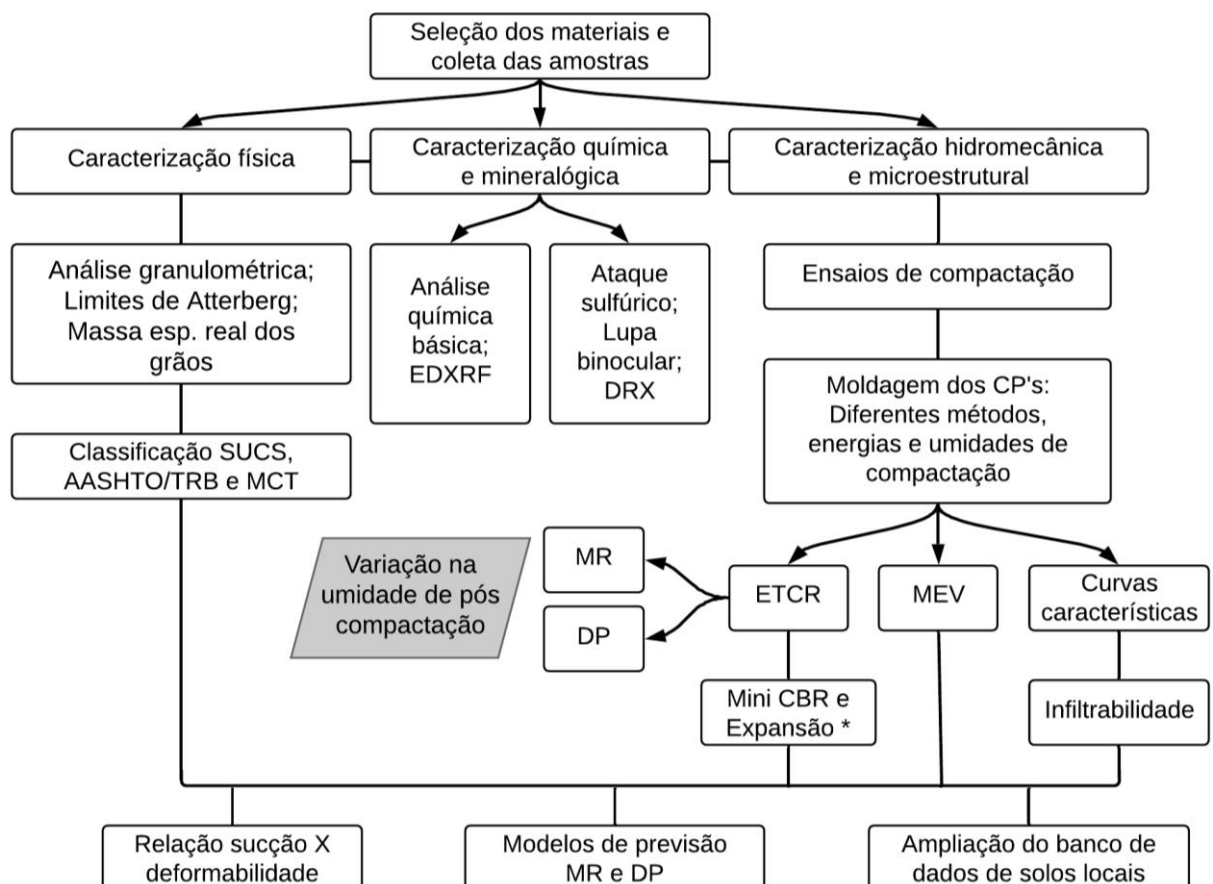 Seleção dos materiais e
coleta das amostras
Caracterização física
Caracterização química
e mineralógica
Caracterização hidromecânica
e microestrutural
Análise granulométrica;
Limites de Atterberg;
Massa esp. real dos
grãos
Análise
química
básica;
EDXRF
Ataque
sulfúrico;
Lupa
binocular;
DRX
Ensaios de compactação
Moldagem dos CP's:
Diferentes métodos,
energias e umidades de
compactação
Classificação SUCS,
AASHTO/TRB e MCT
Variação na
umidade de pós
compactação
MR
DP
ETCR
MEV
Curvas
características
Mini CBR e
Expansão *
Infiltrabilidade
Relação sucção X
deformabilidade
Modelos de previsão
MR e DP
Ampliação do banco de
dados de solos locais